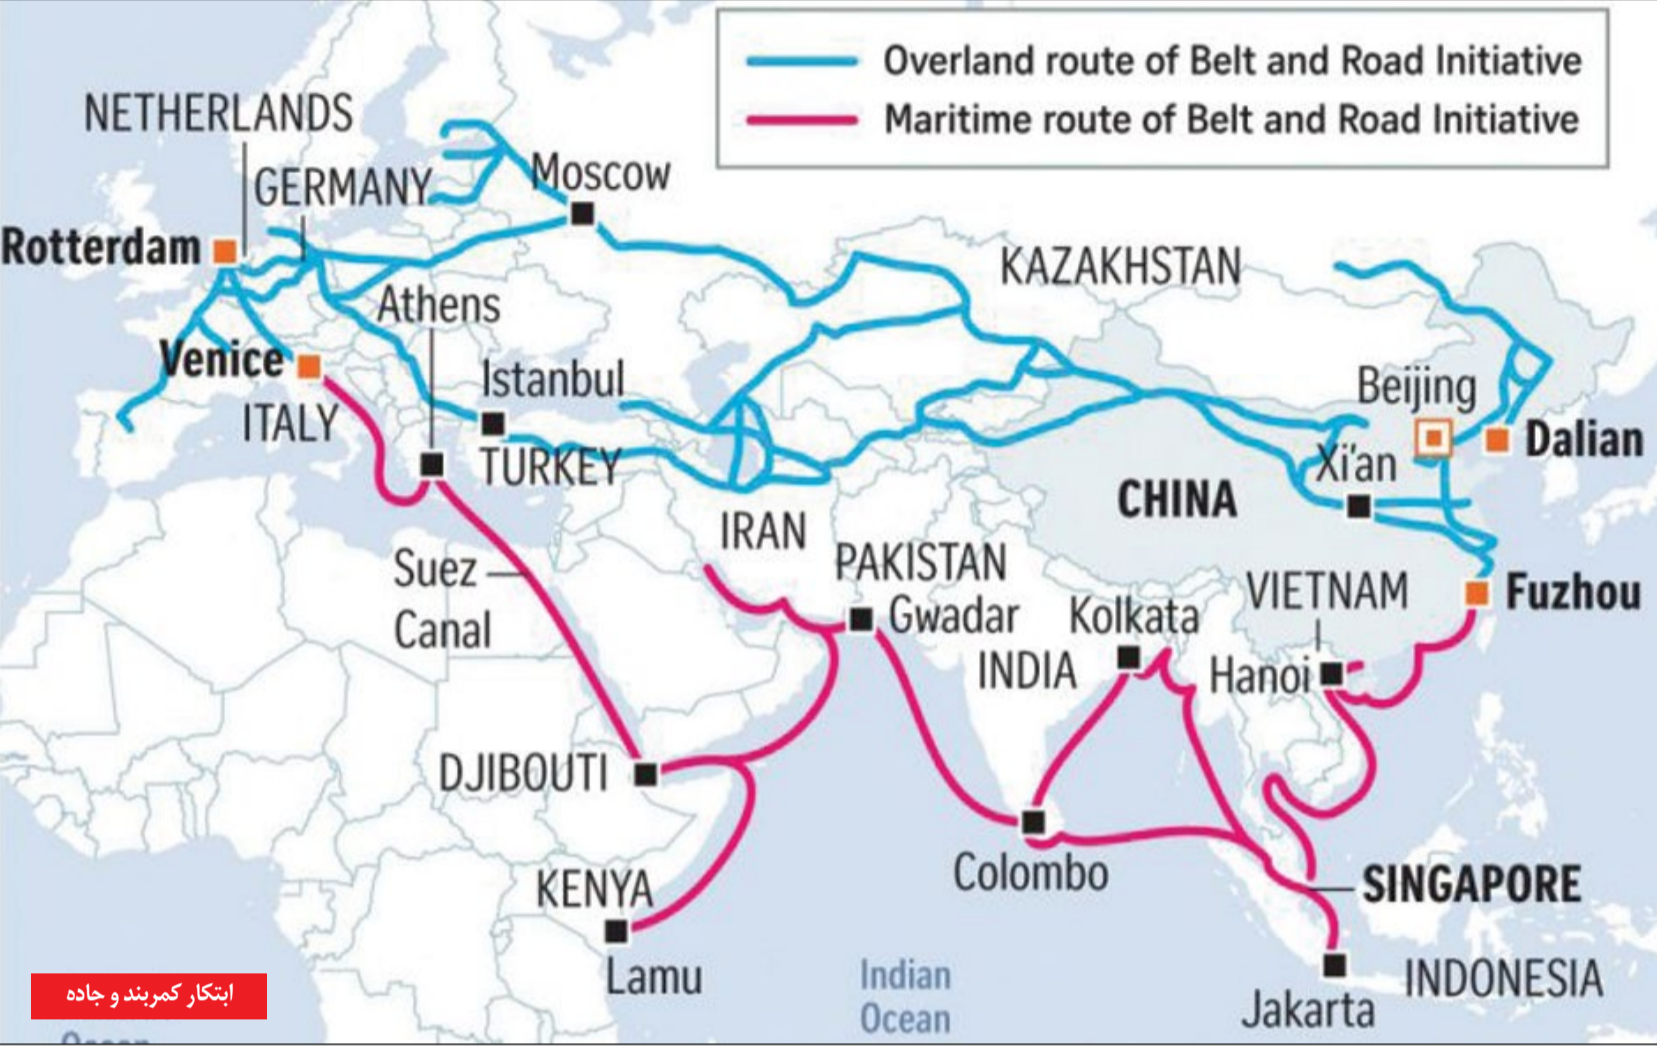 Overland route of Belt and Road Initiative
Maritime route of Belt and Road Initiative
NETHERLANDS
GERMANY
Moscow
Rotterdam
KAZAKHSTAN
Athens
Venice
Istanbul
Beijing
ITALY
Dalian
TURKEY
Xi'an
CHINA
IRAN
PAKISTAN
Suez
Canal
VIETNAM
Fuzhou
Gwadar
Kolkata
INDIA
Hanoi
DJIBOUTI
Colombo
SINGAPORE
KENYA
Lamu
Indian
Ocean
INDONESIA
Jakarta
ابتکار کمربند و جاده
Ocean